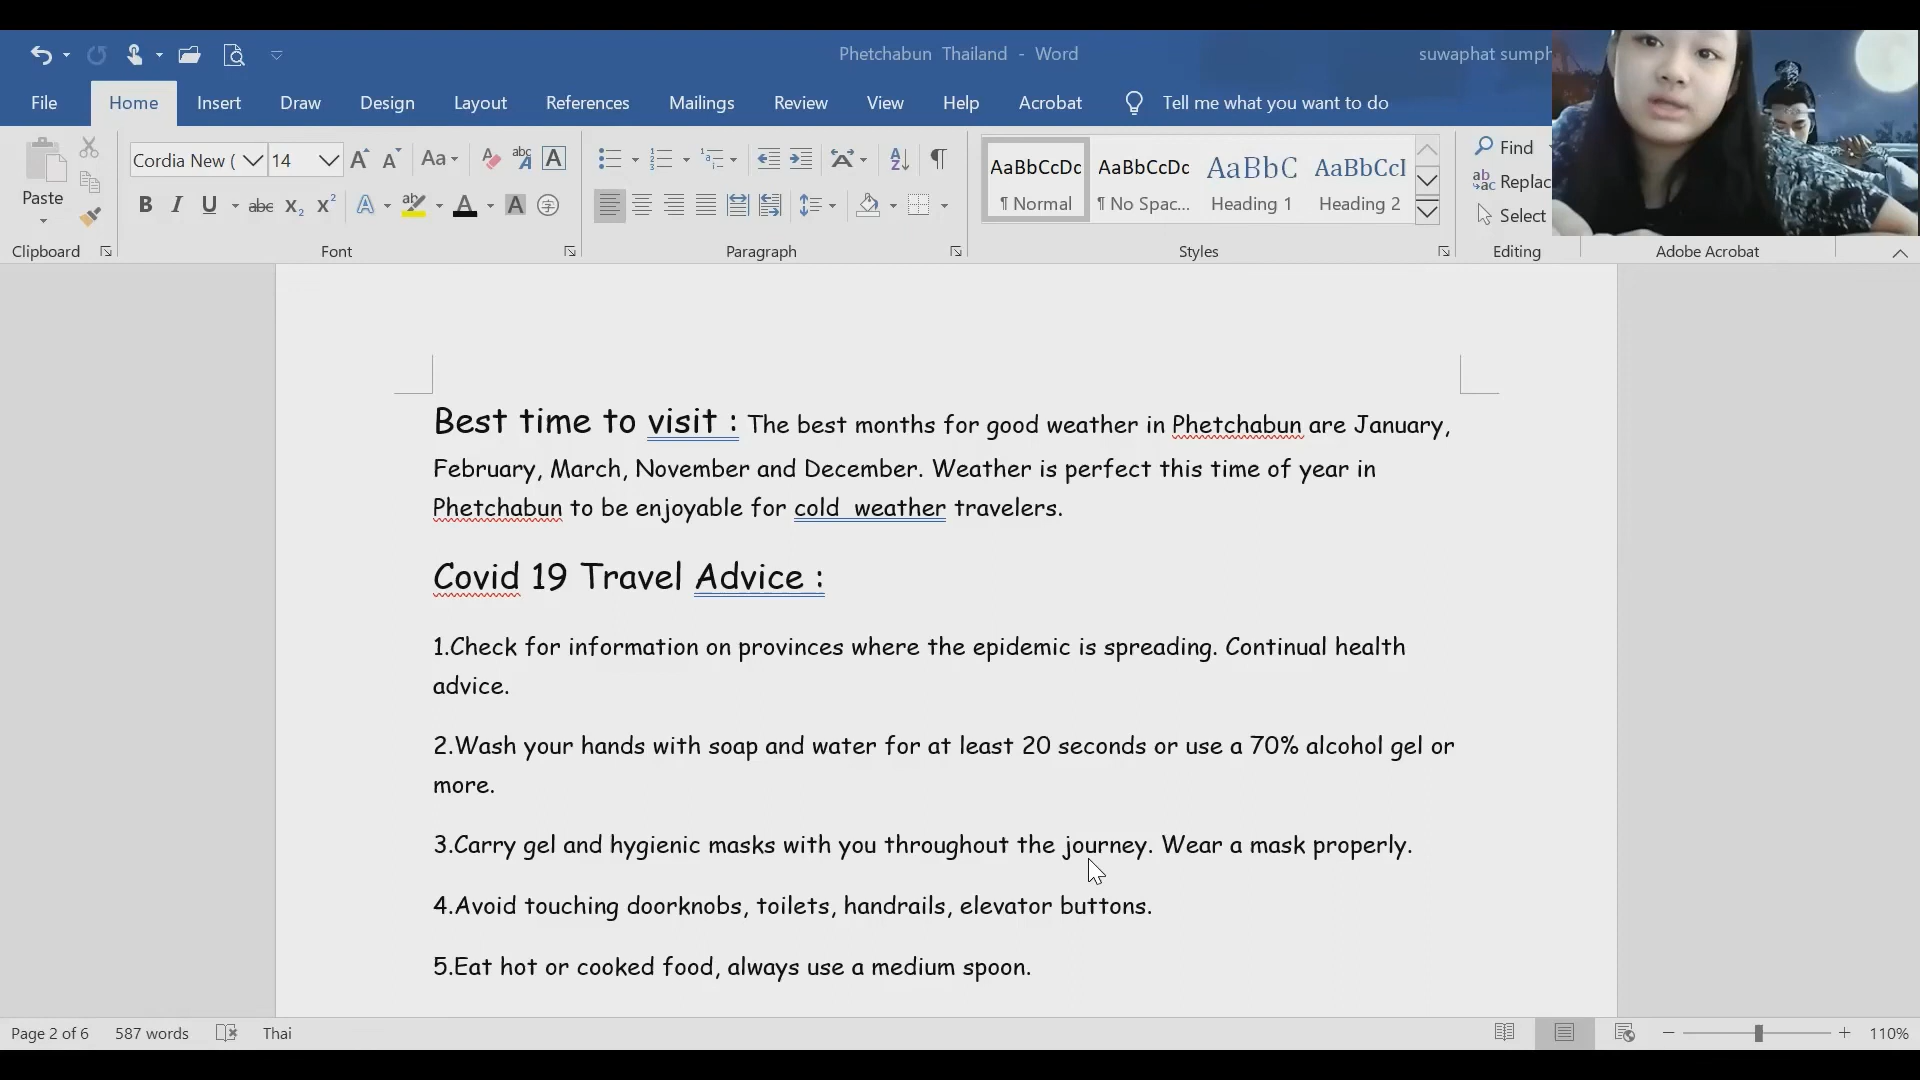 Phetchabun Thailand - Word
suwaphat sumph
File Home Insert Draw Design Layout References Mailings Review View Help Acrobat Tell me what you want to do
Paste
Clipboard
Cordia New ( 14
Font
Paragraph
AaBbCcDc AaBbCcDc AaBbC AaBbCcI
¶ Normal ¶ No Spac... Heading 1 Heading 2
Styles
Find
Replac
Select
Editing
Adobe Acrobat
Best time to visit : The best months for good weather in Phetchabun are January,
February, March, November and December. Weather is perfect this time of year in
Phetchabun to be enjoyable for cold  weather travelers.
Covid 19 Travel Advice :
1.Check for information on provinces where the epidemic is spreading. Continual health
advice.
2.Wash your hands with soap and water for at least 20 seconds or use a 70% alcohol gel or
more.
3.Carry gel and hygienic masks with you throughout the journey. Wear a mask properly.
4.Avoid touching doorknobs, toilets, handrails, elevator buttons.
5.Eat hot or cooked food, always use a medium spoon.
Page 2 of 6 587 words Thai 110%